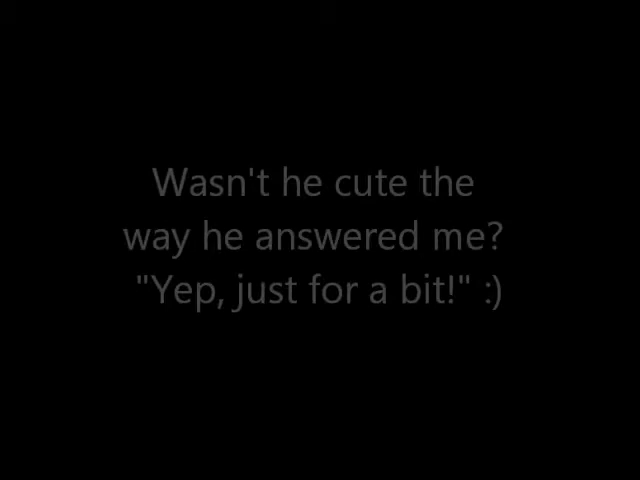 Wasn't he cute the
way he answered me?
"Yep, just for a bit!" :)